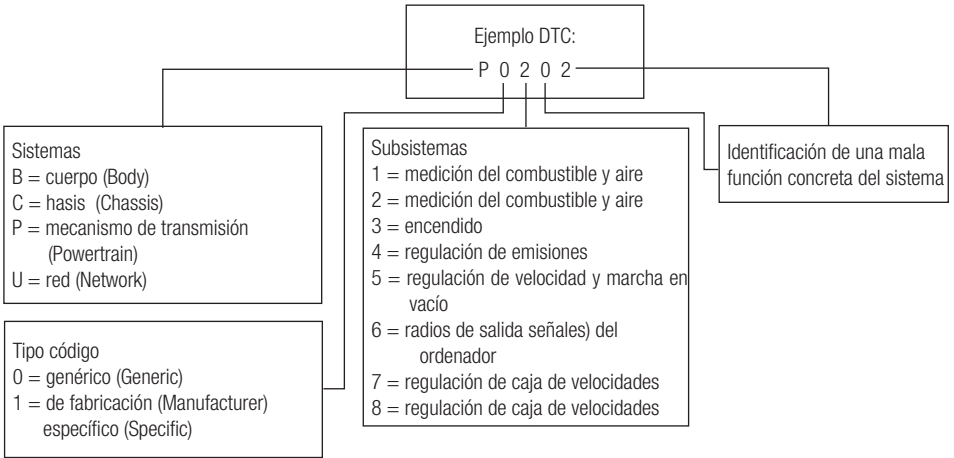 Ejemplo DTC:
P 0 2 0 2
Sistemas
B = cuerpo (Body)
C = hasis (Chassis)
P = mecanismo de transmisión
(Powertrain)
U = red (Network)
Tipo código
0 = genérico (Generic)
1 = de fabricación (Manufacturer)
específico (Specific)
Subsistemas
1 = medición del combustible y aire
2 = medición del combustible y aire
3 = encendido
4 = regulación de emisiones
5 = regulación de velocidad y marcha en
vacío
6 = radios de salida señales) del
ordenador
7 = regulación de caja de velocidades
8 = regulación de caja de velocidades
Identificación de una mala
función concreta del sistema